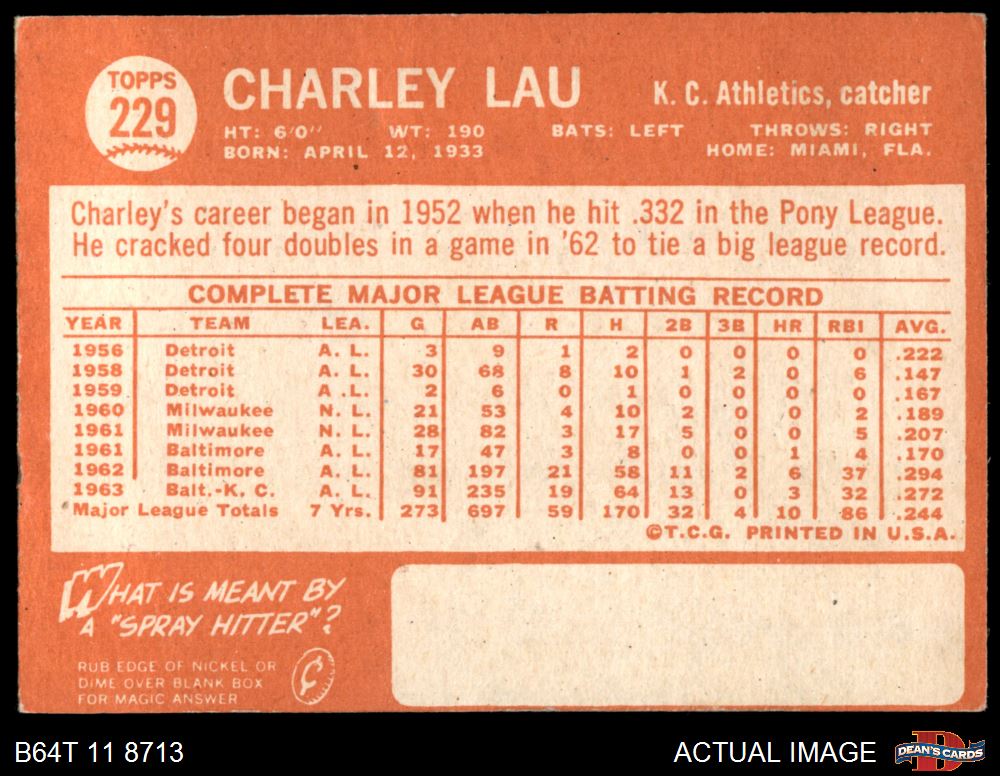 TOPPS
229
CHARLEY LAU
K. C. Athletics, catcher
HT: 6'0" WT: 190 BATS: LEFT THROWS: RIGHT
BORN: APRIL 12, 1933 HOME: MIAMI, FLA.
Charley's career began in 1952 when he hit .332 in the Pony League.
He cracked four doubles in a game in '62 to tie a big league record.
COMPLETE MAJOR LEAGUE BATTING RECORD
YEAR TEAM LEA. G AB R H 2B 3B HR RBI AVG.
1956 Detroit A. L. 3 9 1 2 0 0 0 0 .222
1958 Detroit A. L. 30 68 8 10 1 2 0 6 .147
1959 Detroit A .L. 2 6 0 1 0 0 0 0 .167
1960 Milwaukee N. L. 21 53 4 10 2 0 0 2 .189
1961 Milwaukee N. L. 28 82 3 17 5 0 0 5 .207
1961 Baltimore A. L. 17 47 3 8 0 0 1 4 .170
1962 Baltimore A. L. 81 197 21 58 11 2 6 37 .294
1963 Balt.-K. C. A. L. 91 235 19 64 13 0 3 32 .272
Major League Totals 7 Yrs. 273 697 59 170 32 4 10 86 .244
©T.C.G. PRINTED IN U.S.A.
WHAT IS MEANT BY
A "SPRAY HITTER"?
RUB EDGE OF NICKEL OR
DIME OVER BLANK BOX
FOR MAGIC ANSWER
¢
B64T 11 8713
ACTUAL IMAGE
D
DEAN'S CARDS